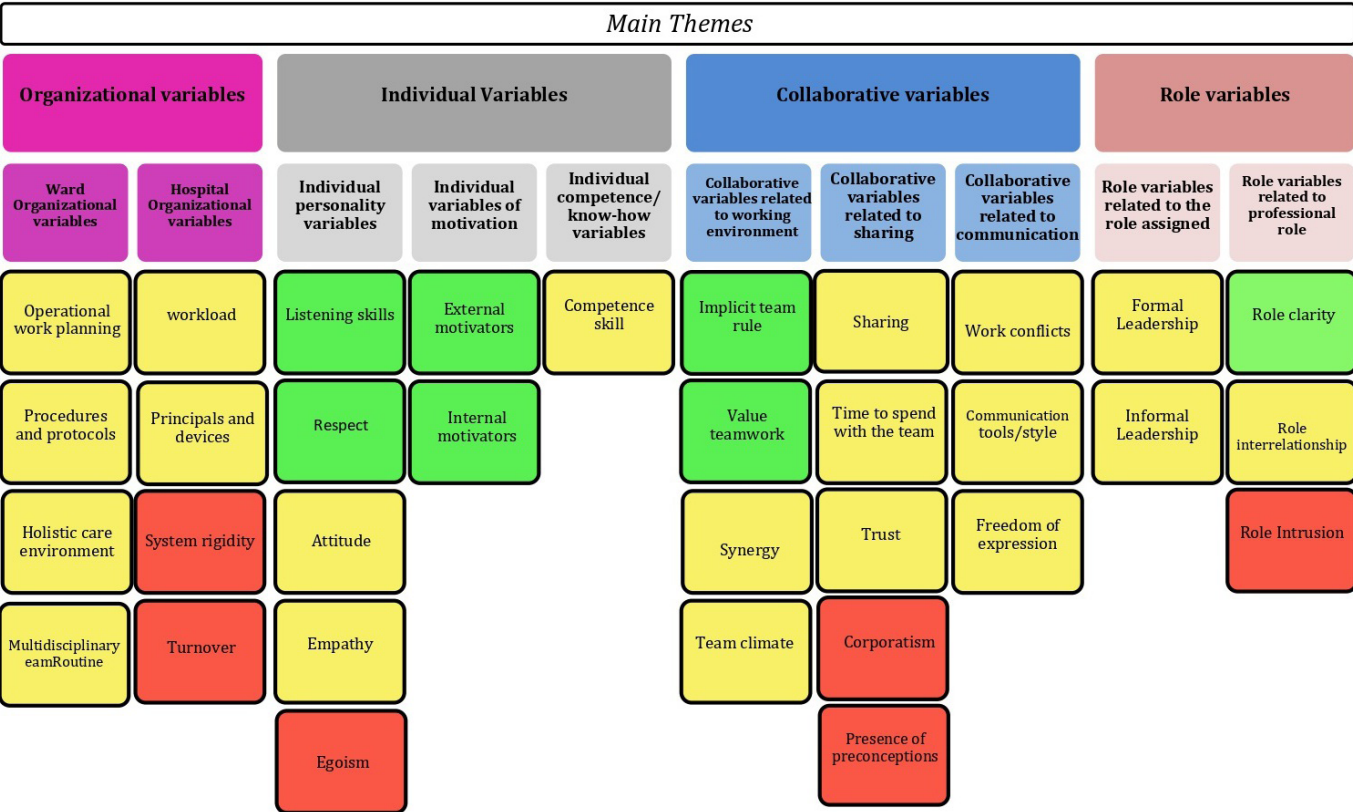 Main Themes
Organizational variables
Individual Variables
Collaborative variables
Role variables
Ward
Organizational
variables
Hospital
Organizational
variables
Individual
personality
variables
Individual
variables of
motivation
Individual
competence/
know-how
variables
Collaborative
variables related
to working
environment
Collaborative
variables
related to
sharing
Collaborative
variables
related to
communication
Role variables
related to the
role assigned
Role variables
related to
professional
role
Operational
work planning
workload
Listening skills
External
motivators
Competence
skill
Implicit team
rule
Sharing
Work conflicts
Formal
Leadership
Role clarity
Procedures
and protocols
Principals and
devices
Respect
Internal
motivators
Value
teamwork
Time to spend
with the team
Communication
tools/style
Informal
Leadership
Role
interrelationship
Holistic care
environment
System rigidity
Attitude
Synergy
Trust
Freedom of
expression
Role Intrusion
Multidisciplinary
eamRoutine
Turnover
Empathy
Team climate
Corporatism
Egoism
Presence of
preconceptions